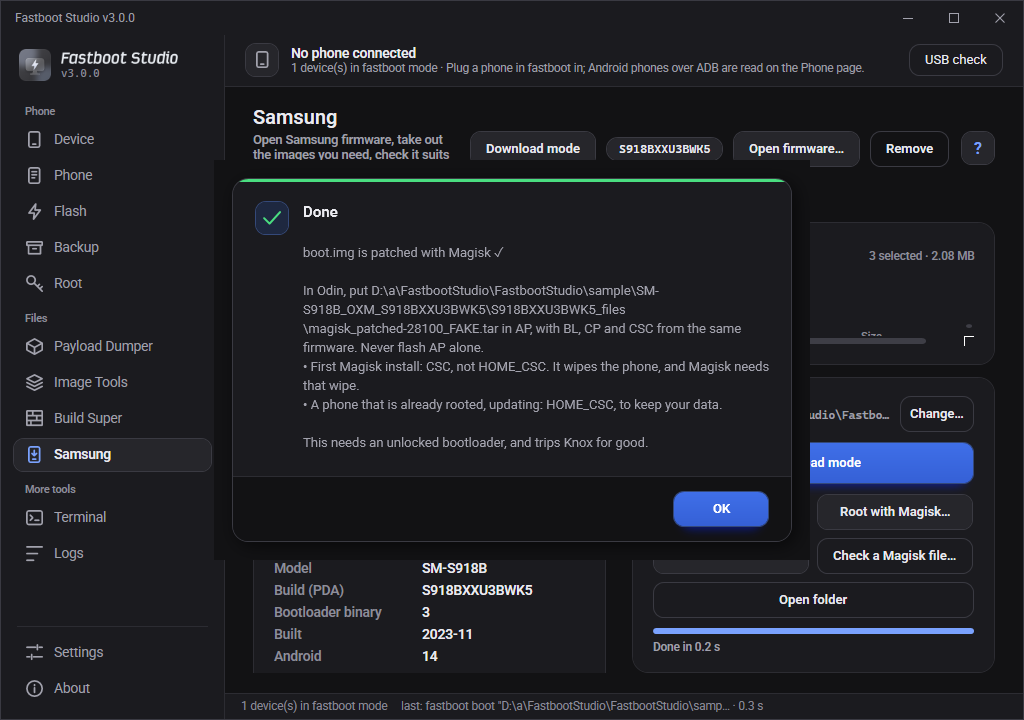 Fastboot Studio v3.0.0
Fastboot Studio
v3.0.0
Phone
Device
Phone
Flash
Backup
Root
Files
Payload Dumper
Image Tools
Build Super
Samsung
More tools
Terminal
Logs
Settings
About
No phone connected
1 device(s) in fastboot mode · Plug a phone in fastboot in; Android phones over ADB are read on the Phone page.
USB check
Samsung
Open Samsung firmware, take out
the images you need, check it suits
Download mode
S918BXXU3BWK5
Open firmware...
Remove
?
3 selected · 2.08 MB
Size
Done
boot.img is patched with Magisk ✓
In Odin, put D:\a\FastbootStudio\FastbootStudio\sample\SM-
S918B_OXM_S918BXXU3BWK5\S918BXXU3BWK5_files
\magisk_patched-28100_FAKE.tar in AP, with BL, CP and CSC from the same
firmware. Never flash AP alone.
• First Magisk install: CSC, not HOME_CSC. It wipes the phone, and Magisk needs
that wipe.
• A phone that is already rooted, updating: HOME_CSC, to keep your data.
This needs an unlocked bootloader, and trips Knox for good.
OK
udio\Fastbo...
Change...
ad mode
Root with Magisk...
Check a Magisk file...
Open folder
Done in 0.2 s
Model SM-S918B
Build (PDA) S918BXXU3BWK5
Bootloader binary 3
Built 2023-11
Android 14
1 device(s) in fastboot mode last: fastboot boot "D:\a\FastbootStudio\FastbootStudio\samp... · 0.3 s